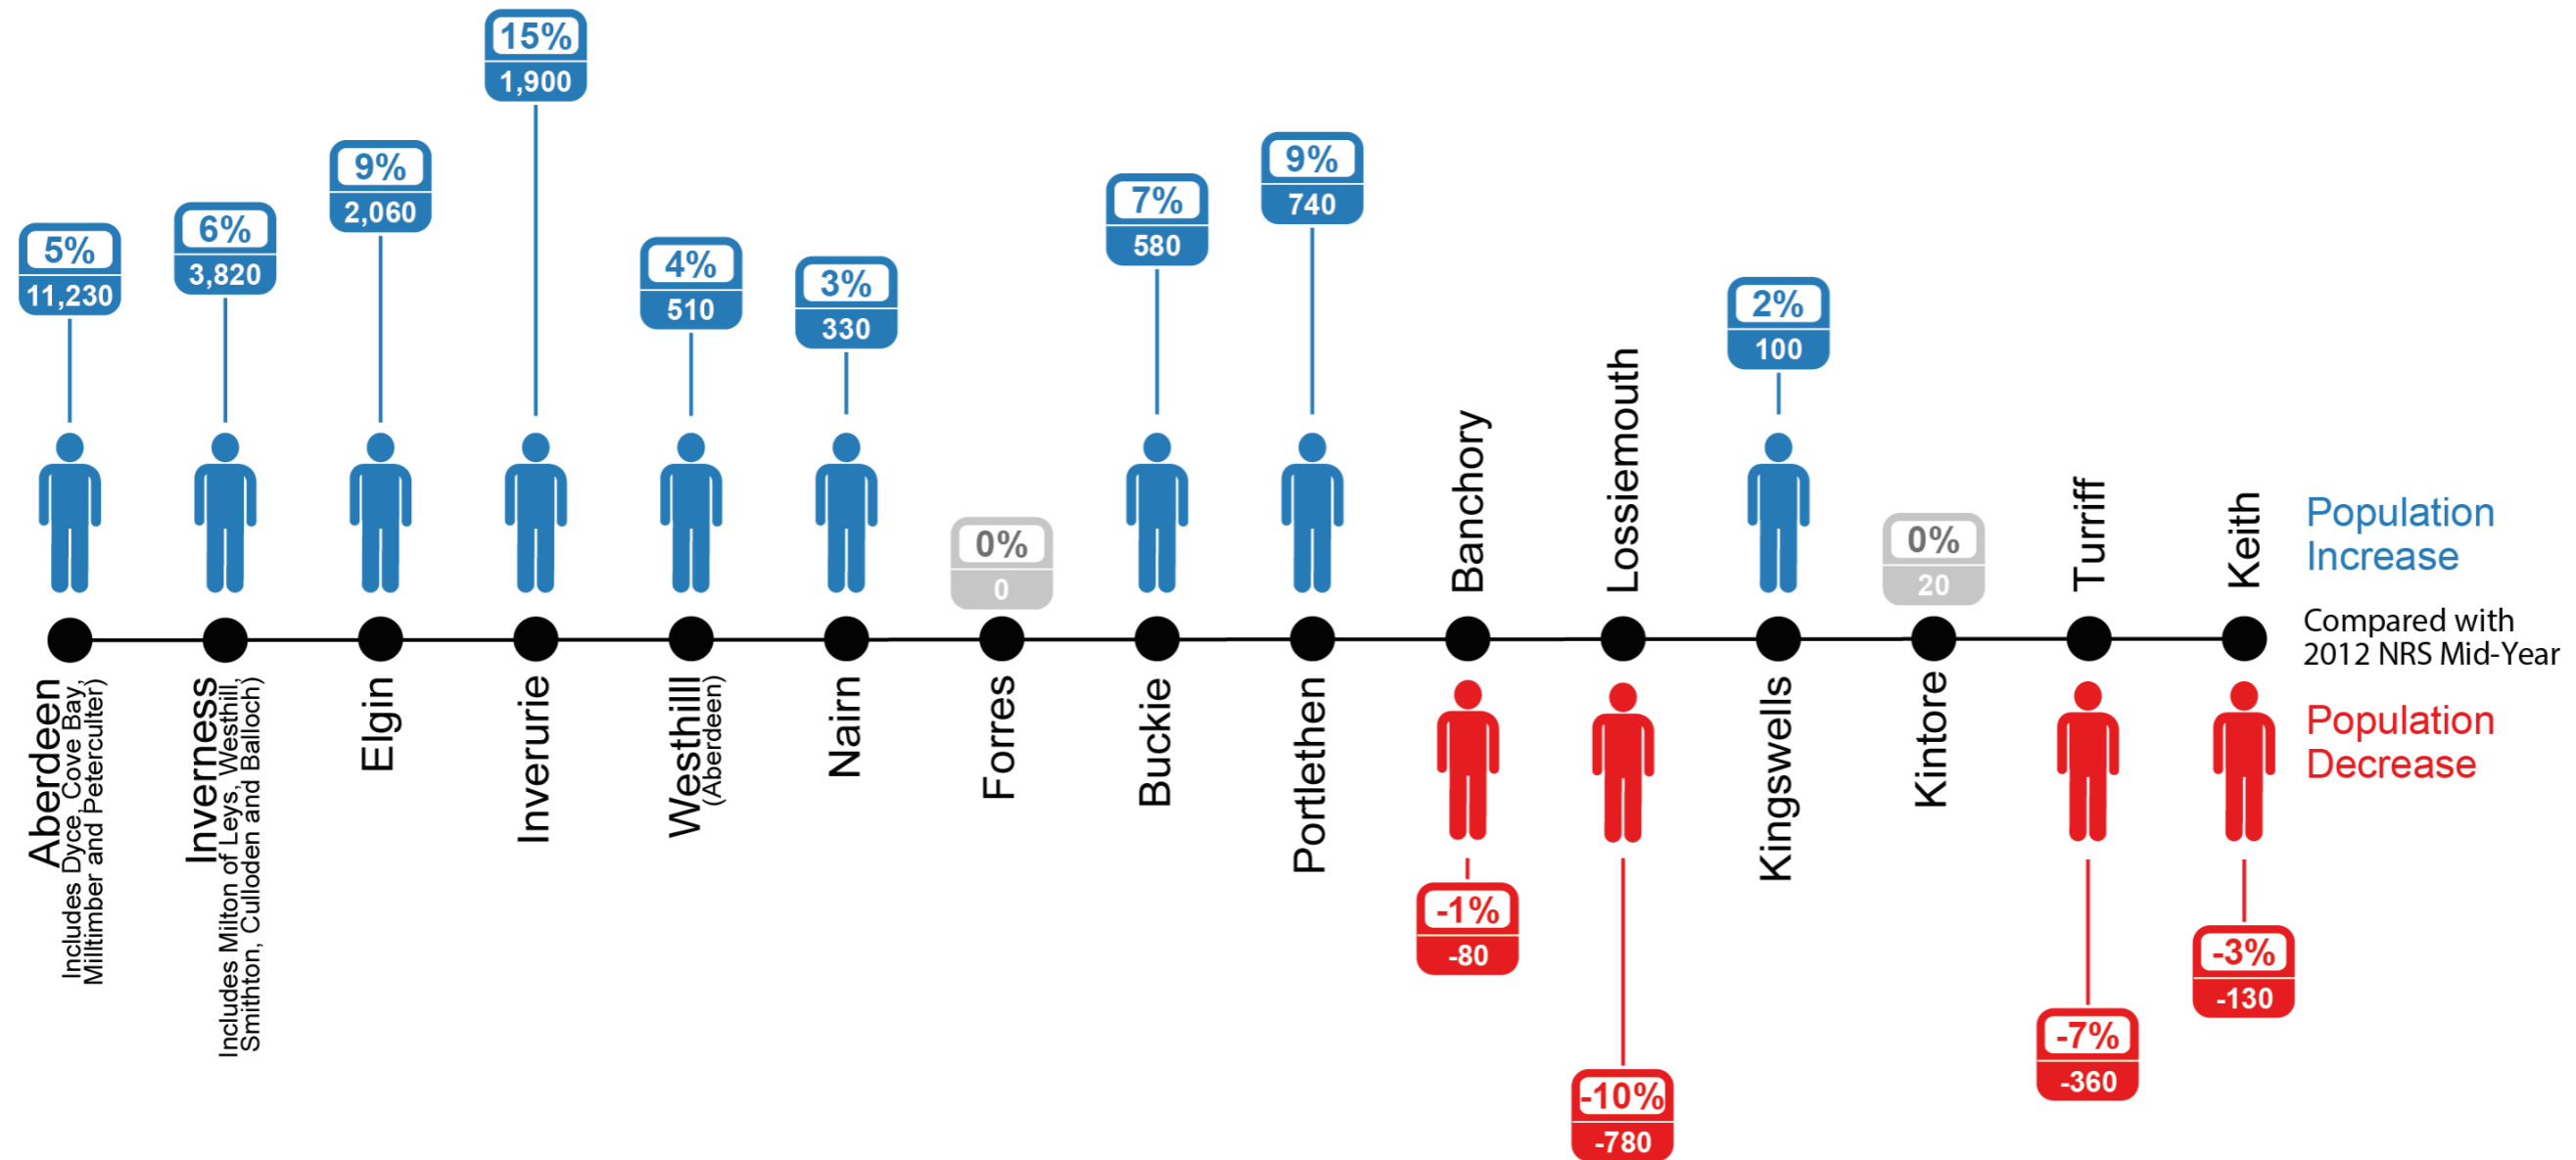 5%
11,230
6%
3,820
9%
2,060
15%
1,900
4%
510
3%
330
0%
0
7%
580
9%
740
2%
100
0%
20
Banchory
Lossiemouth
Turriff
Keith
Population
Increase
Compared with
2012 NRS Mid-Year
Population
Decrease
Aberdeen
Includes Dyce, Cove Bay,
Milltimber and Peterculter)
Inverness
Includes Milton of Leys, Westhill,
Smithton, Culloden and Balloch)
Elgin
Inverurie
Westhill
(Aberdeen)
Nairn
Forres
Buckie
Portlethen
Kingswells
Kintore
-1%
-80
-10%
-780
-7%
-360
-3%
-130